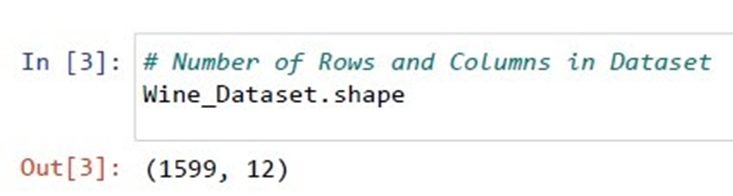 In [3]: # Number of Rows and Columns in Dataset
Wine_Dataset.shape
Out[3]: (1599, 12)